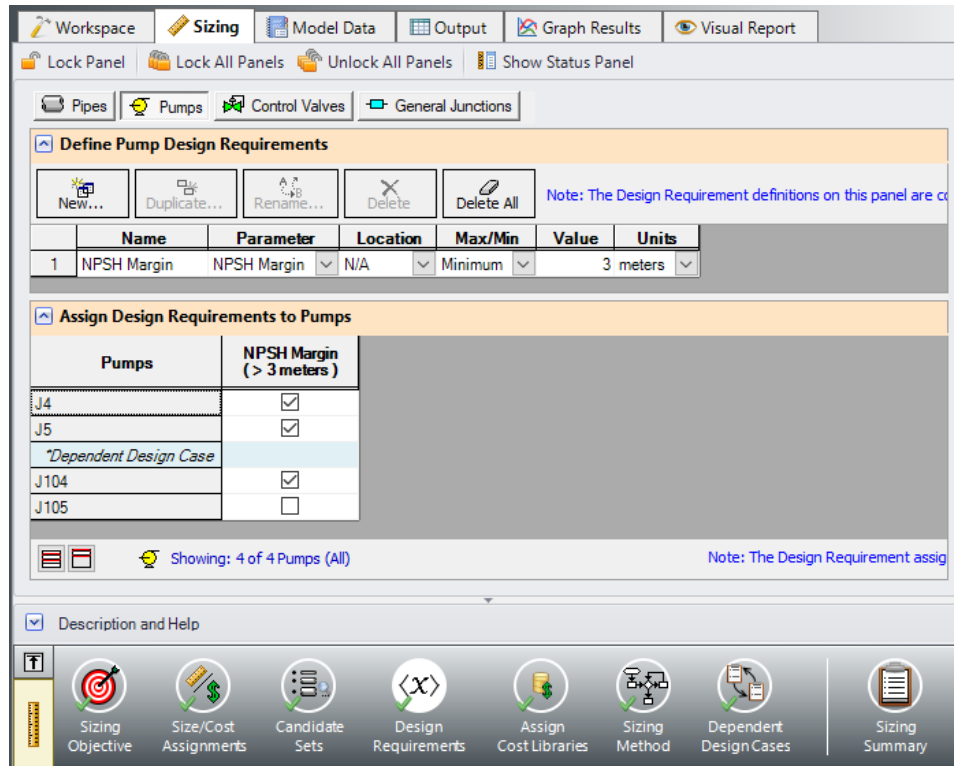 Workspace Sizing Model Data Output Graph Results Visual Report
Lock Panel Lock All Panels Unlock All Panels Show Status Panel
Pipes Pumps Control Valves General Junctions
Define Pump Design Requirements
New... Duplicate... Rename... Delete Delete All Note: The Design Requirement definitions on this panel are co
Name Parameter Location Max/Min Value Units
1 NPSH Margin NPSH Margin N/A Minimum 3 meters
Assign Design Requirements to Pumps
Pumps NPSH Margin
( > 3 meters )
J4
J5
*Dependent Design Case
J104
J105
Showing: 4 of 4 Pumps (All) Note: The Design Requirement assig
Description and Help
Sizing Size/Cost Candidate Design Assign Sizing Dependent Sizing
Objective Assignments Sets Requirements Cost Libraries Method Design Cases Summary